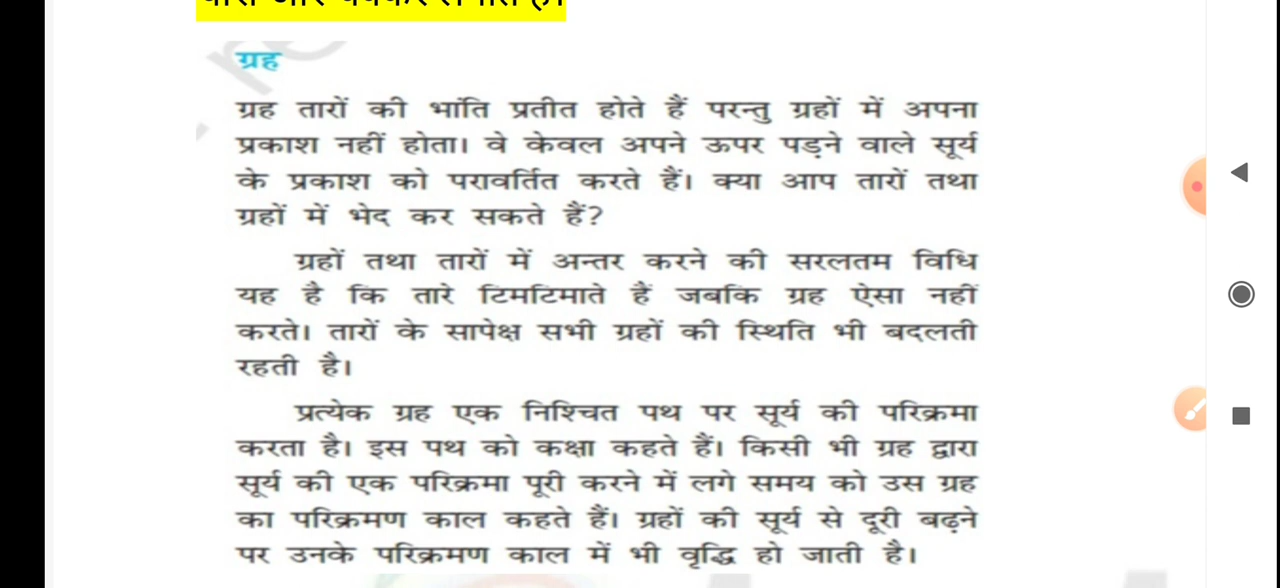 ग्रह
ग्रह तारों की भांति प्रतीत होते हैं परन्तु ग्रहों में अपना
प्रकाश नहीं होता। वे केवल अपने ऊपर पड़ने वाले सूर्य
के प्रकाश को परावर्तित करते हैं। क्या आप तारों तथा
ग्रहों में भेद कर सकते हैं?
ग्रहों तथा तारों में अन्तर करने की सरलतम विधि
यह है कि तारे टिमटिमाते हैं जबकि ग्रह ऐसा नहीं
करते। तारों के सापेक्ष सभी ग्रहों की स्थिति भी बदलती
रहती है।
प्रत्येक ग्रह एक निश्चित पथ पर सूर्य की परिक्रमा
करता है। इस पथ को कक्षा कहते हैं। किसी भी ग्रह द्वारा
सूर्य की एक परिक्रमा पूरी करने में लगे समय को उस ग्रह
का परिक्रमण काल कहते हैं। ग्रहों की सूर्य से दूरी बढ़ने
पर उनके परिक्रमण काल में भी वृद्धि हो जाती है।